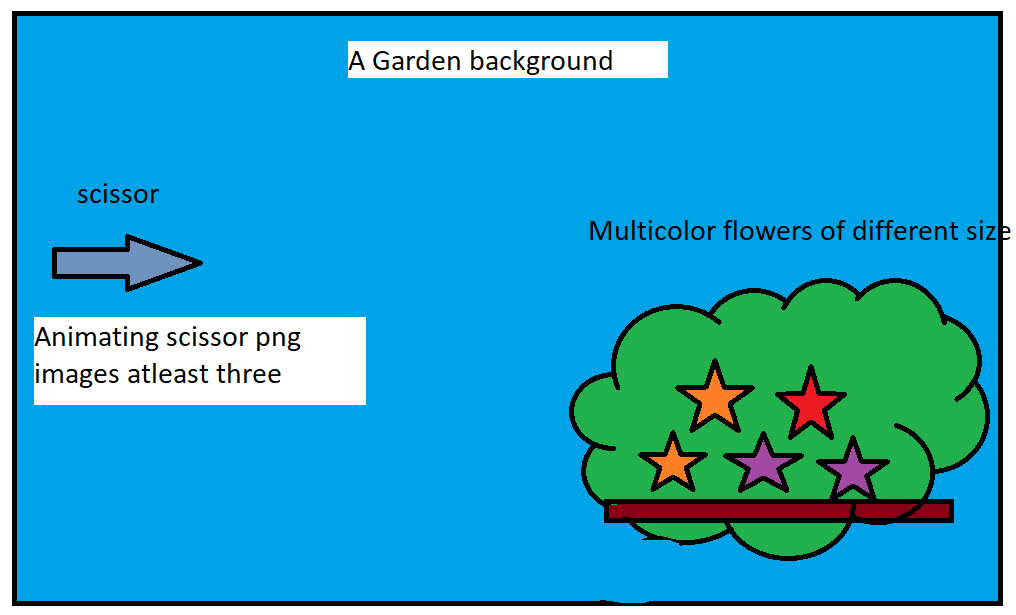 A Garden background
scissor
Multicolor flowers of different size
Animating scissor png
images atleast three